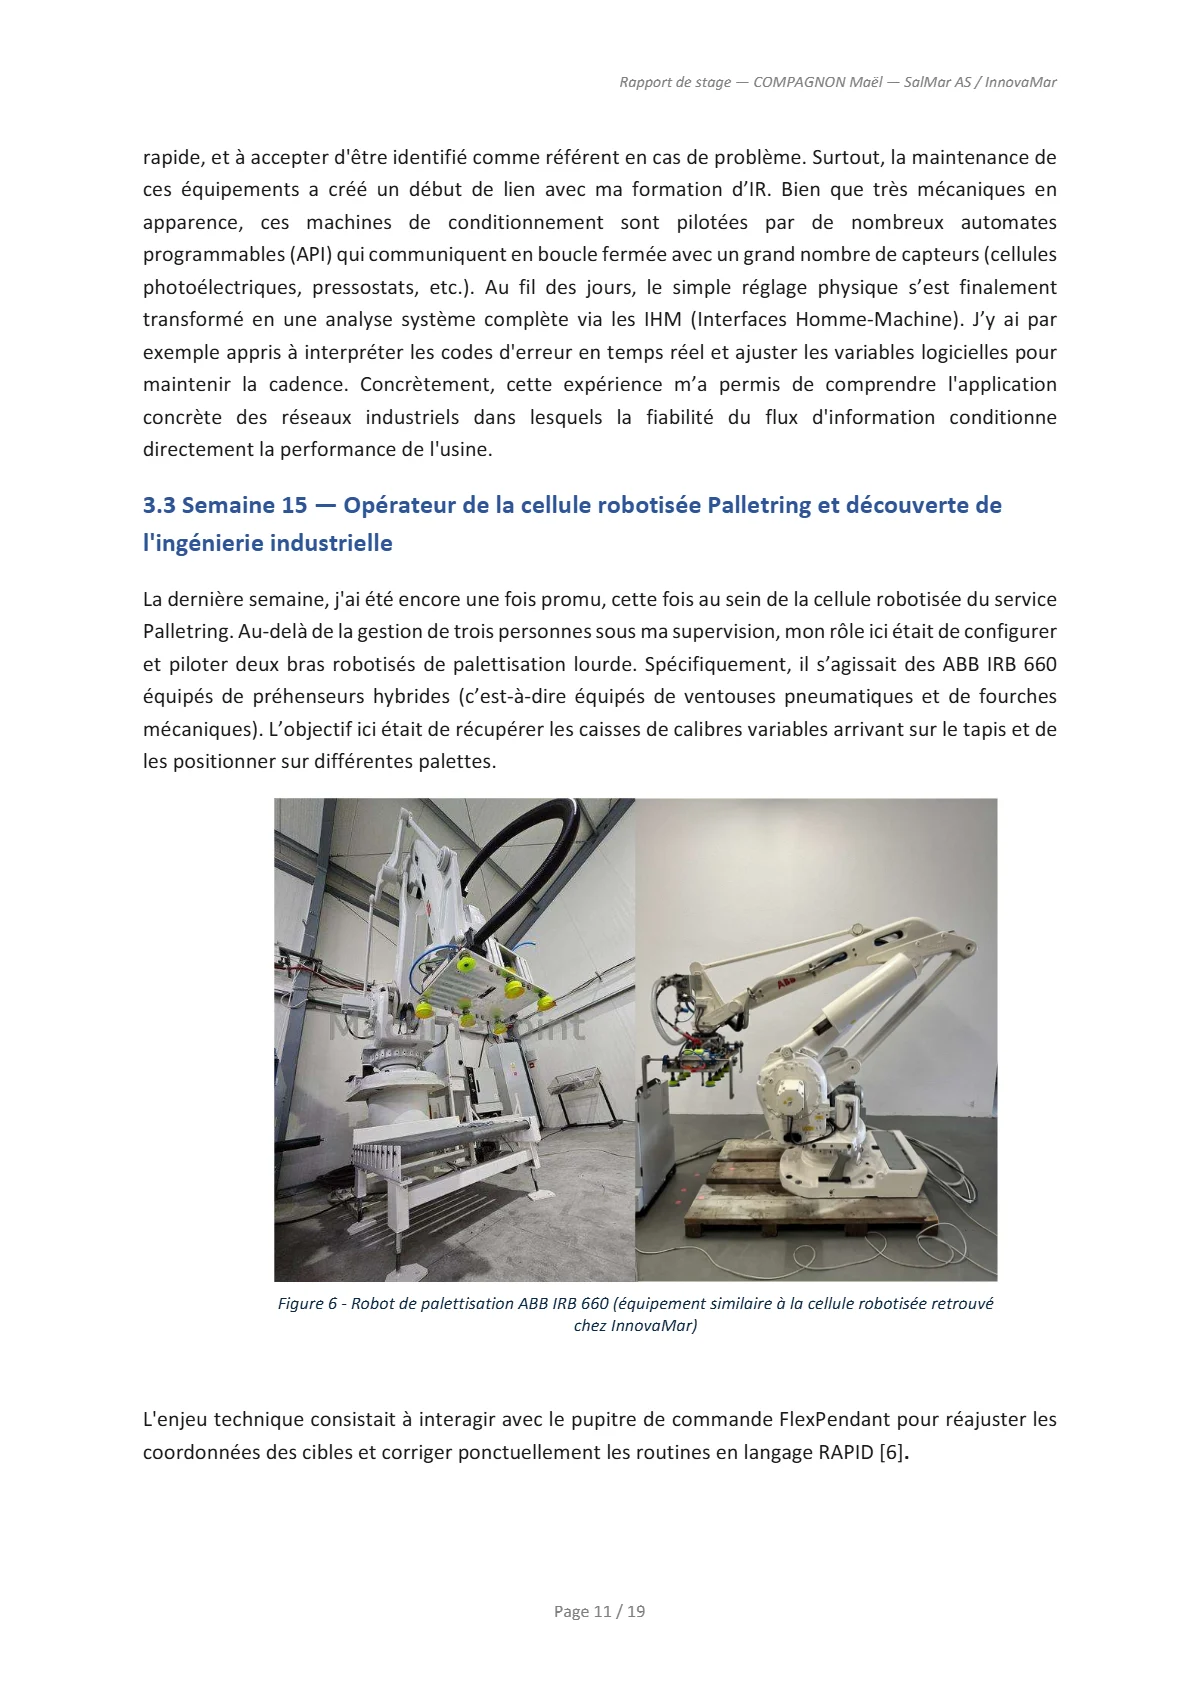 Rapport de stage — COMPAGNON Maël — SalMar AS / InnovaMar
rapide, et à accepter d'être identifié comme référent en cas de problème. Surtout, la maintenance de
ces équipements a créé un début de lien avec ma formation d’IR. Bien que très mécaniques en
apparence, ces machines de conditionnement sont pilotées par de nombreux automates
programmables (API) qui communiquent en boucle fermée avec un grand nombre de capteurs (cellules
photoélectriques, pressostats, etc.). Au fil des jours, le simple réglage physique s’est finalement
transformé en une analyse système complète via les IHM (Interfaces Homme-Machine). J’y ai par
exemple appris à interpréter les codes d'erreur en temps réel et ajuster les variables logicielles pour
maintenir la cadence. Concrètement, cette expérience m’a permis de comprendre l'application
concrète des réseaux industriels dans lesquels la fiabilité du flux d'information conditionne
directement la performance de l'usine.
3.3 Semaine 15 — Opérateur de la cellule robotisée Palletring et découverte de
l'ingénierie industrielle
La dernière semaine, j'ai été encore une fois promu, cette fois au sein de la cellule robotisée du service
Palletring. Au-delà de la gestion de trois personnes sous ma supervision, mon rôle ici était de configurer
et piloter deux bras robotisés de palettisation lourde. Spécifiquement, il s’agissait des ABB IRB 660
équipés de préhenseurs hybrides (c’est-à-dire équipés de ventouses pneumatiques et de fourches
mécaniques). L’objectif ici était de récupérer les caisses de calibres variables arrivant sur le tapis et de
les positionner sur différentes palettes.
ABB
MachinePoint
Figure 6 - Robot de palettisation ABB IRB 660 (équipement similaire à la cellule robotisée retrouvé
chez InnovaMar)
L'enjeu technique consistait à interagir avec le pupitre de commande FlexPendant pour réajuster les
coordonnées des cibles et corriger ponctuellement les routines en langage RAPID [6].
Page 11 / 19